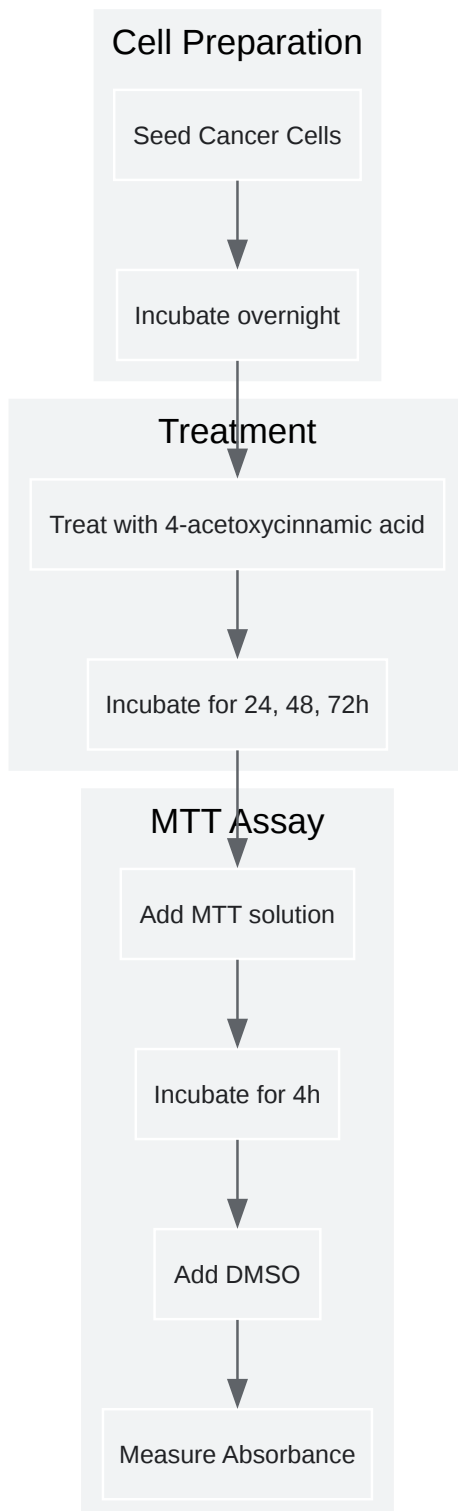 Cell Preparation
Seed Cancer Cells
Incubate overnight
Treatment
Treat with 4-acetoxycinnamic acid
Incubate for 24, 48, 72h
MTT Assay
Add MTT solution
Incubate for 4h
Add DMSO
Measure Absorbance